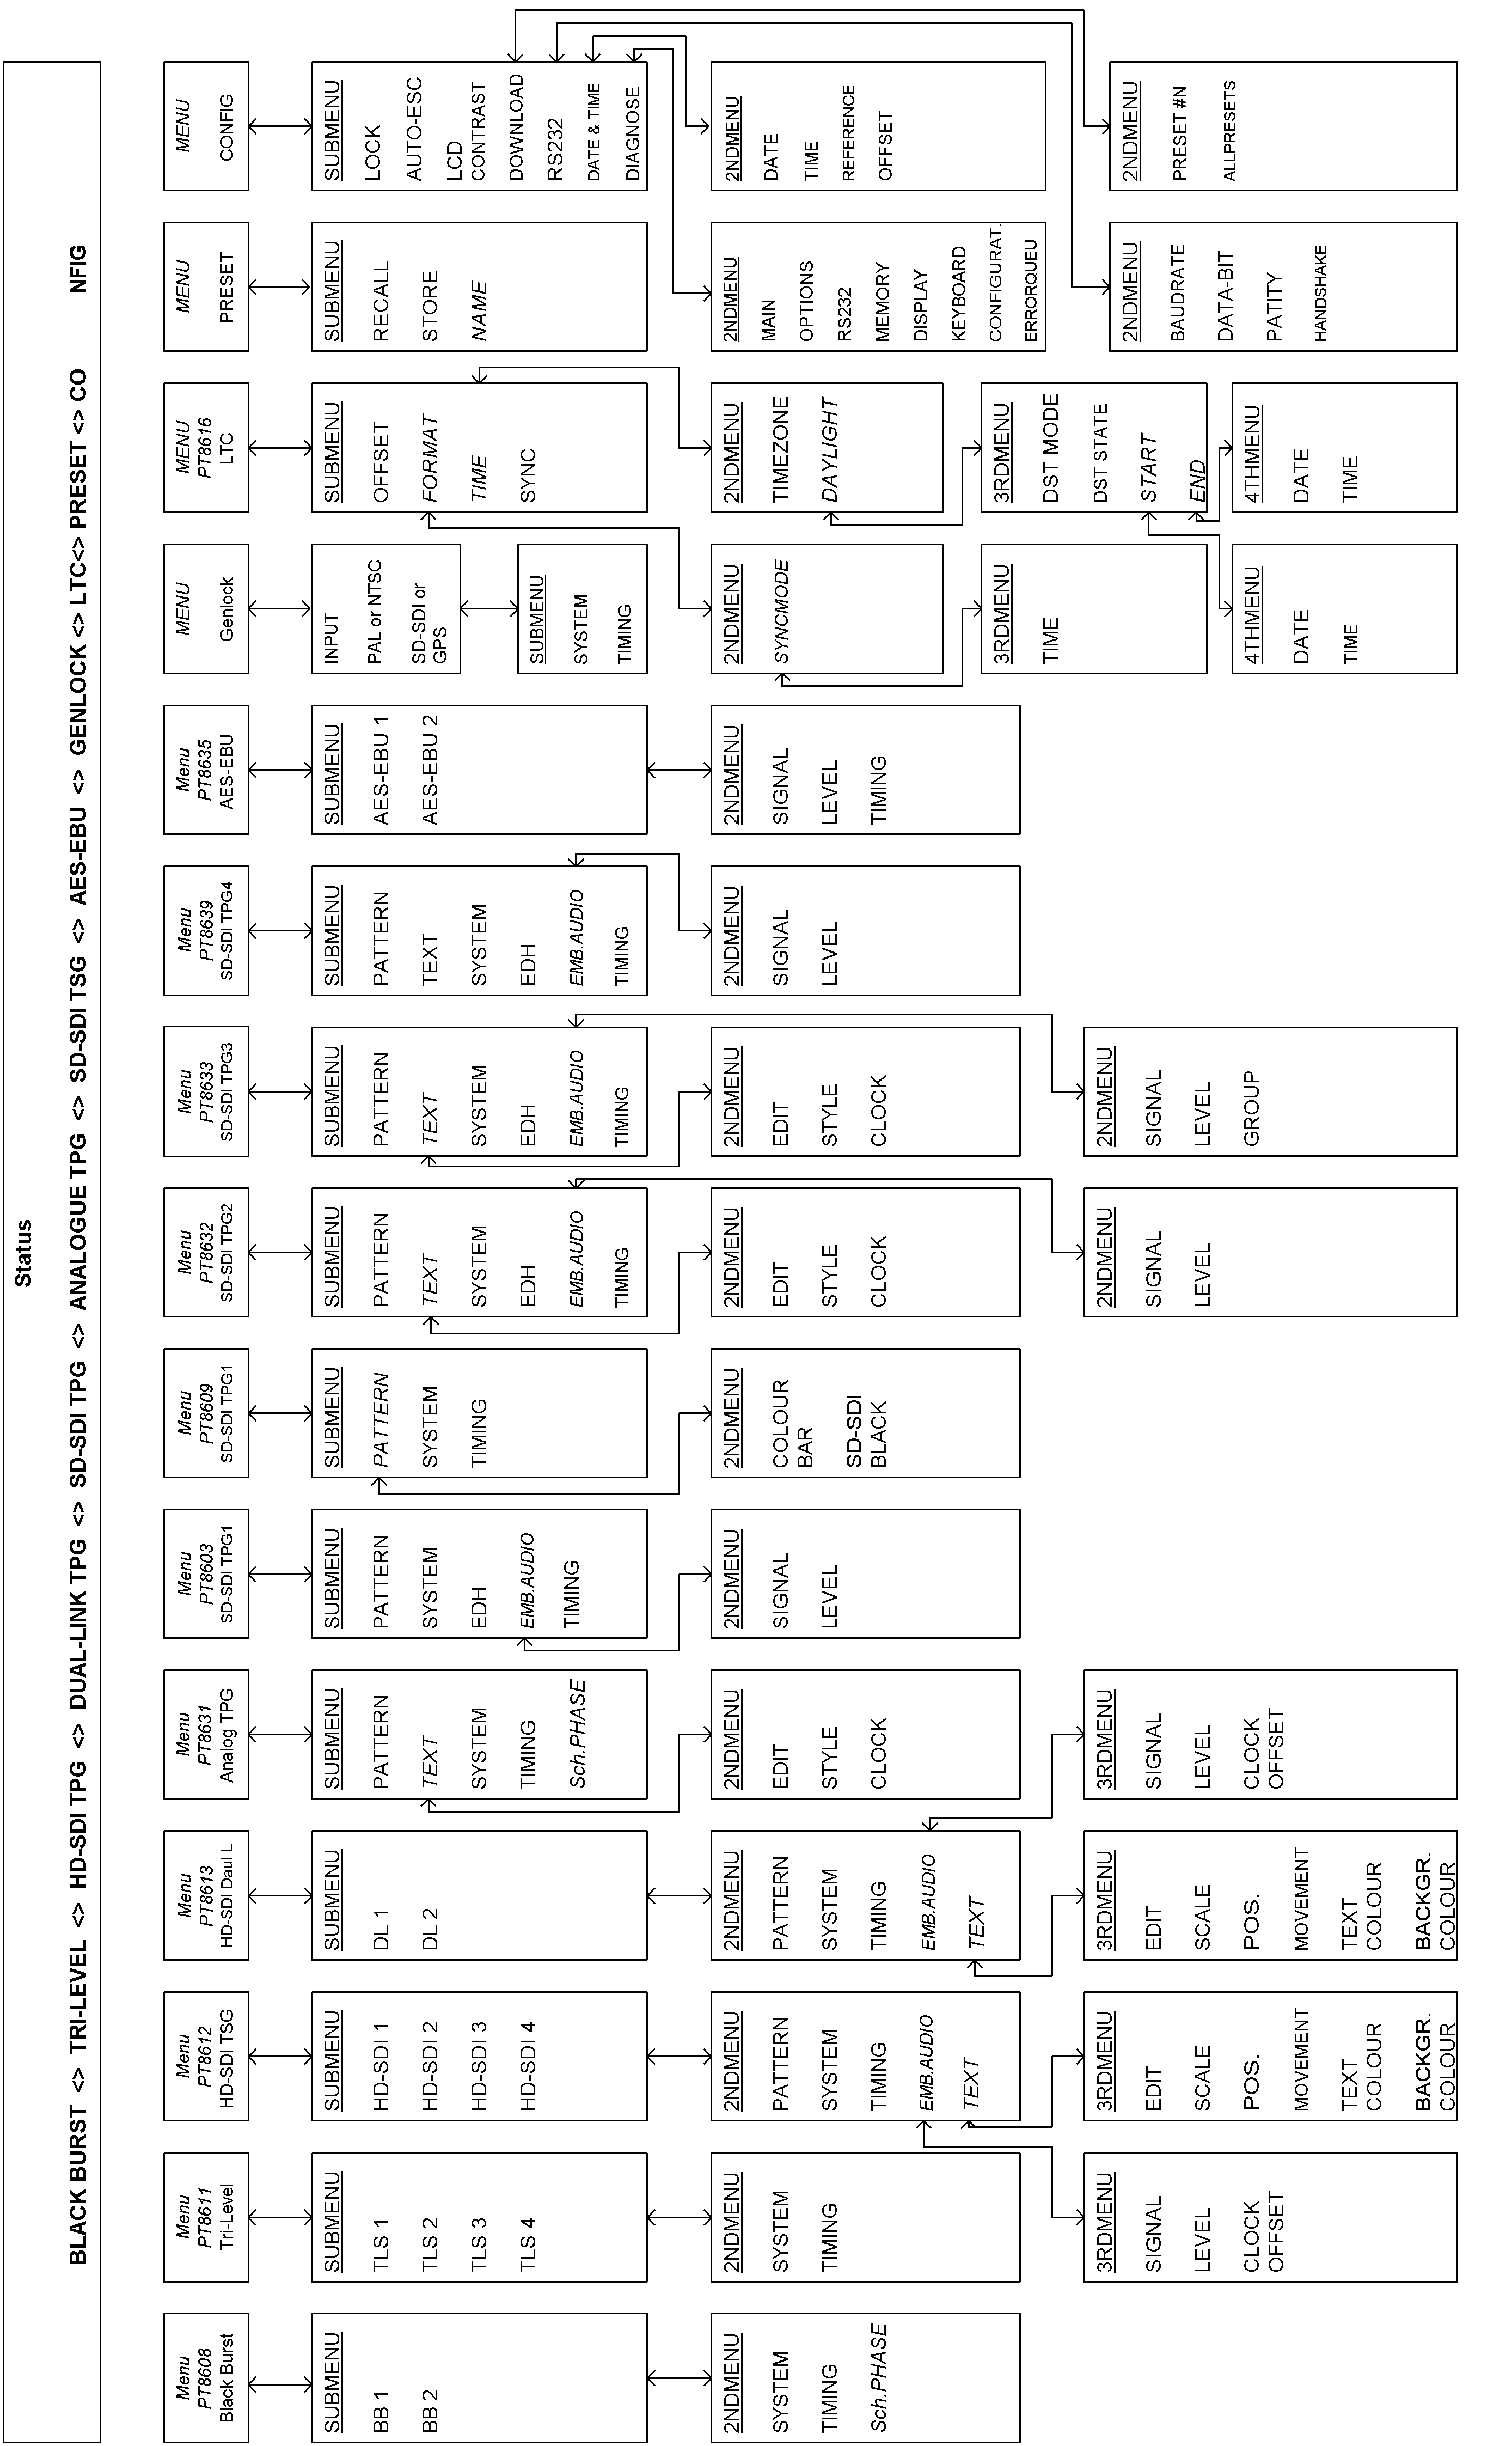 Status
BLACK BURST <> TRI-LEVEL <> HD-SDI TPG <> DUAL-LINK TPG <> SD-SDI TPG <> ANALOGUE TPG <> SD-SDI TSG <> AES-EBU <> GENLOCK <> LTC<> PRESET <> CO NFIG
Menu
PT8608
Black Burst
SUBMENU
BB 1
BB 2
2NDMENU
SYSTEM
TIMING
Sch.PHASE
Menu
PT8611
Tri-Level
SUBMENU
TLS 1
TLS 2
TLS 3
TLS 4
2NDMENU
SYSTEM
TIMING
3RDMENU
SIGNAL
LEVEL
CLOCK
OFFSET
Menu
PT8612
HD-SDI TSG
SUBMENU
HD-SDI 1
HD-SDI 2
HD-SDI 3
HD-SDI 4
2NDMENU
PATTERN
SYSTEM
TIMING
EMB.AUDIO
TEXT
3RDMENU
EDIT
SCALE
POS.
MOVEMENT
TEXT
COLOUR
BACKGR.
COLOUR
Menu
PT8613
HD-SDI Daul L
SUBMENU
DL 1
DL 2
2NDMENU
PATTERN
SYSTEM
TIMING
EMB.AUDIO
TEXT
3RDMENU
EDIT
SCALE
POS.
MOVEMENT
TEXT
COLOUR
BACKGR.
COLOUR
Menu
PT8631
Analog TPG
SUBMENU
PATTERN
TEXT
SYSTEM
TIMING
Sch.PHASE
2NDMENU
EDIT
STYLE
CLOCK
3RDMENU
SIGNAL
LEVEL
CLOCK
OFFSET
Menu
PT8603
SD-SDI TPG1
SUBMENU
PATTERN
SYSTEM
EDH
EMB.AUDIO
TIMING
2NDMENU
SIGNAL
LEVEL
Menu
PT8609
SD-SDI TPG1
SUBMENU
PATTERN
SYSTEM
TIMING
2NDMENU
COLOUR
BAR
SD-SDI
BLACK
Menu
PT8632
SD-SDI TPG2
SUBMENU
PATTERN
TEXT
SYSTEM
EDH
EMB.AUDIO
TIMING
2NDMENU
EDIT
STYLE
CLOCK
2NDMENU
SIGNAL
LEVEL
Menu
PT8633
SD-SDI TPG3
SUBMENU
PATTERN
TEXT
SYSTEM
EDH
EMB.AUDIO
TIMING
2NDMENU
EDIT
STYLE
CLOCK
2NDMENU
SIGNAL
LEVEL
GROUP
Menu
PT8639
SD-SDI TPG4
SUBMENU
PATTERN
TEXT
SYSTEM
EDH
EMB.AUDIO
TIMING
2NDMENU
SIGNAL
LEVEL
Menu
PT8635
AES-EBU
SUBMENU
AES-EBU 1
AES-EBU 2
2NDMENU
SIGNAL
LEVEL
TIMING
MENU
Genlock
INPUT
PAL or NTSC
SD-SDI or
GPS
SUBMENU
SYSTEM
TIMING
2NDMENU
SYNCMODE
3RDMENU
TIME
4THMENU
DATE
TIME
MENU
PT8616
LTC
SUBMENU
OFFSET
FORMAT
TIME
SYNC
2NDMENU
TIMEZONE
DAYLIGHT
3RDMENU
DST MODE
DST STATE
START
END
4THMENU
DATE
TIME
MENU
PRESET
SUBMENU
RECALL
STORE
NAME
2NDMENU
MAIN
OPTIONS
RS232
MEMORY
DISPLAY
KEYBOARD
CONFIGURAT.
ERRORQUEU
2NDMENU
BAUDRATE
DATA-BIT
PATITY
HANDSHAKE
MENU
CONFIG
SUBMENU
LOCK
AUTO-ESC
LCD
CONTRAST
DOWNLOAD
RS232
DATE & TIME
DIAGNOSE
2NDMENU
DATE
TIME
REFERENCE
OFFSET
2NDMENU
PRESET #N
ALLPRESETS